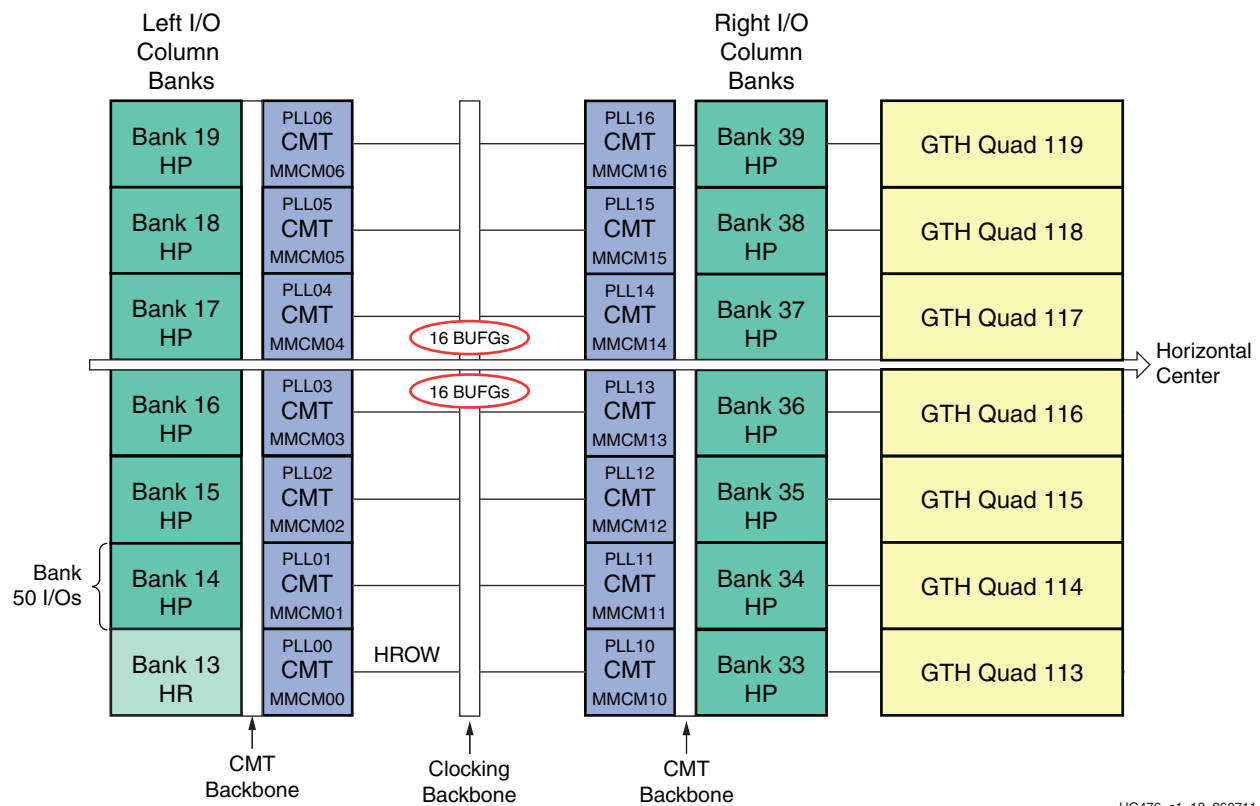 Left I/O
Column
Banks
Right I/O
Column
Banks
Bank 19
HP
PLL06
CMT
MMCM06
PLL16
CMT
MMCM16
Bank 39
HP
GTH Quad 119
Bank 18
HP
PLL05
CMT
MMCM05
PLL15
CMT
MMCM15
Bank 38
HP
GTH Quad 118
Bank 17
HP
PLL04
CMT
MMCM04
16 BUFGs
PLL14
CMT
MMCM14
Bank 37
HP
GTH Quad 117
Horizontal
Center
Bank 16
HP
PLL03
CMT
MMCM03
16 BUFGs
PLL13
CMT
MMCM13
Bank 36
HP
GTH Quad 116
Bank 15
HP
PLL02
CMT
MMCM02
PLL12
CMT
MMCM12
Bank 35
HP
GTH Quad 115
Bank
50 I/Os
Bank 14
HP
PLL01
CMT
MMCM01
PLL11
CMT
MMCM11
Bank 34
HP
GTH Quad 114
Bank 13
HR
PLL00
CMT
MMCM00
HROW
PLL10
CMT
MMCM10
Bank 33
HP
GTH Quad 113
CMT
Backbone
Clocking
Backbone
CMT
Backbone